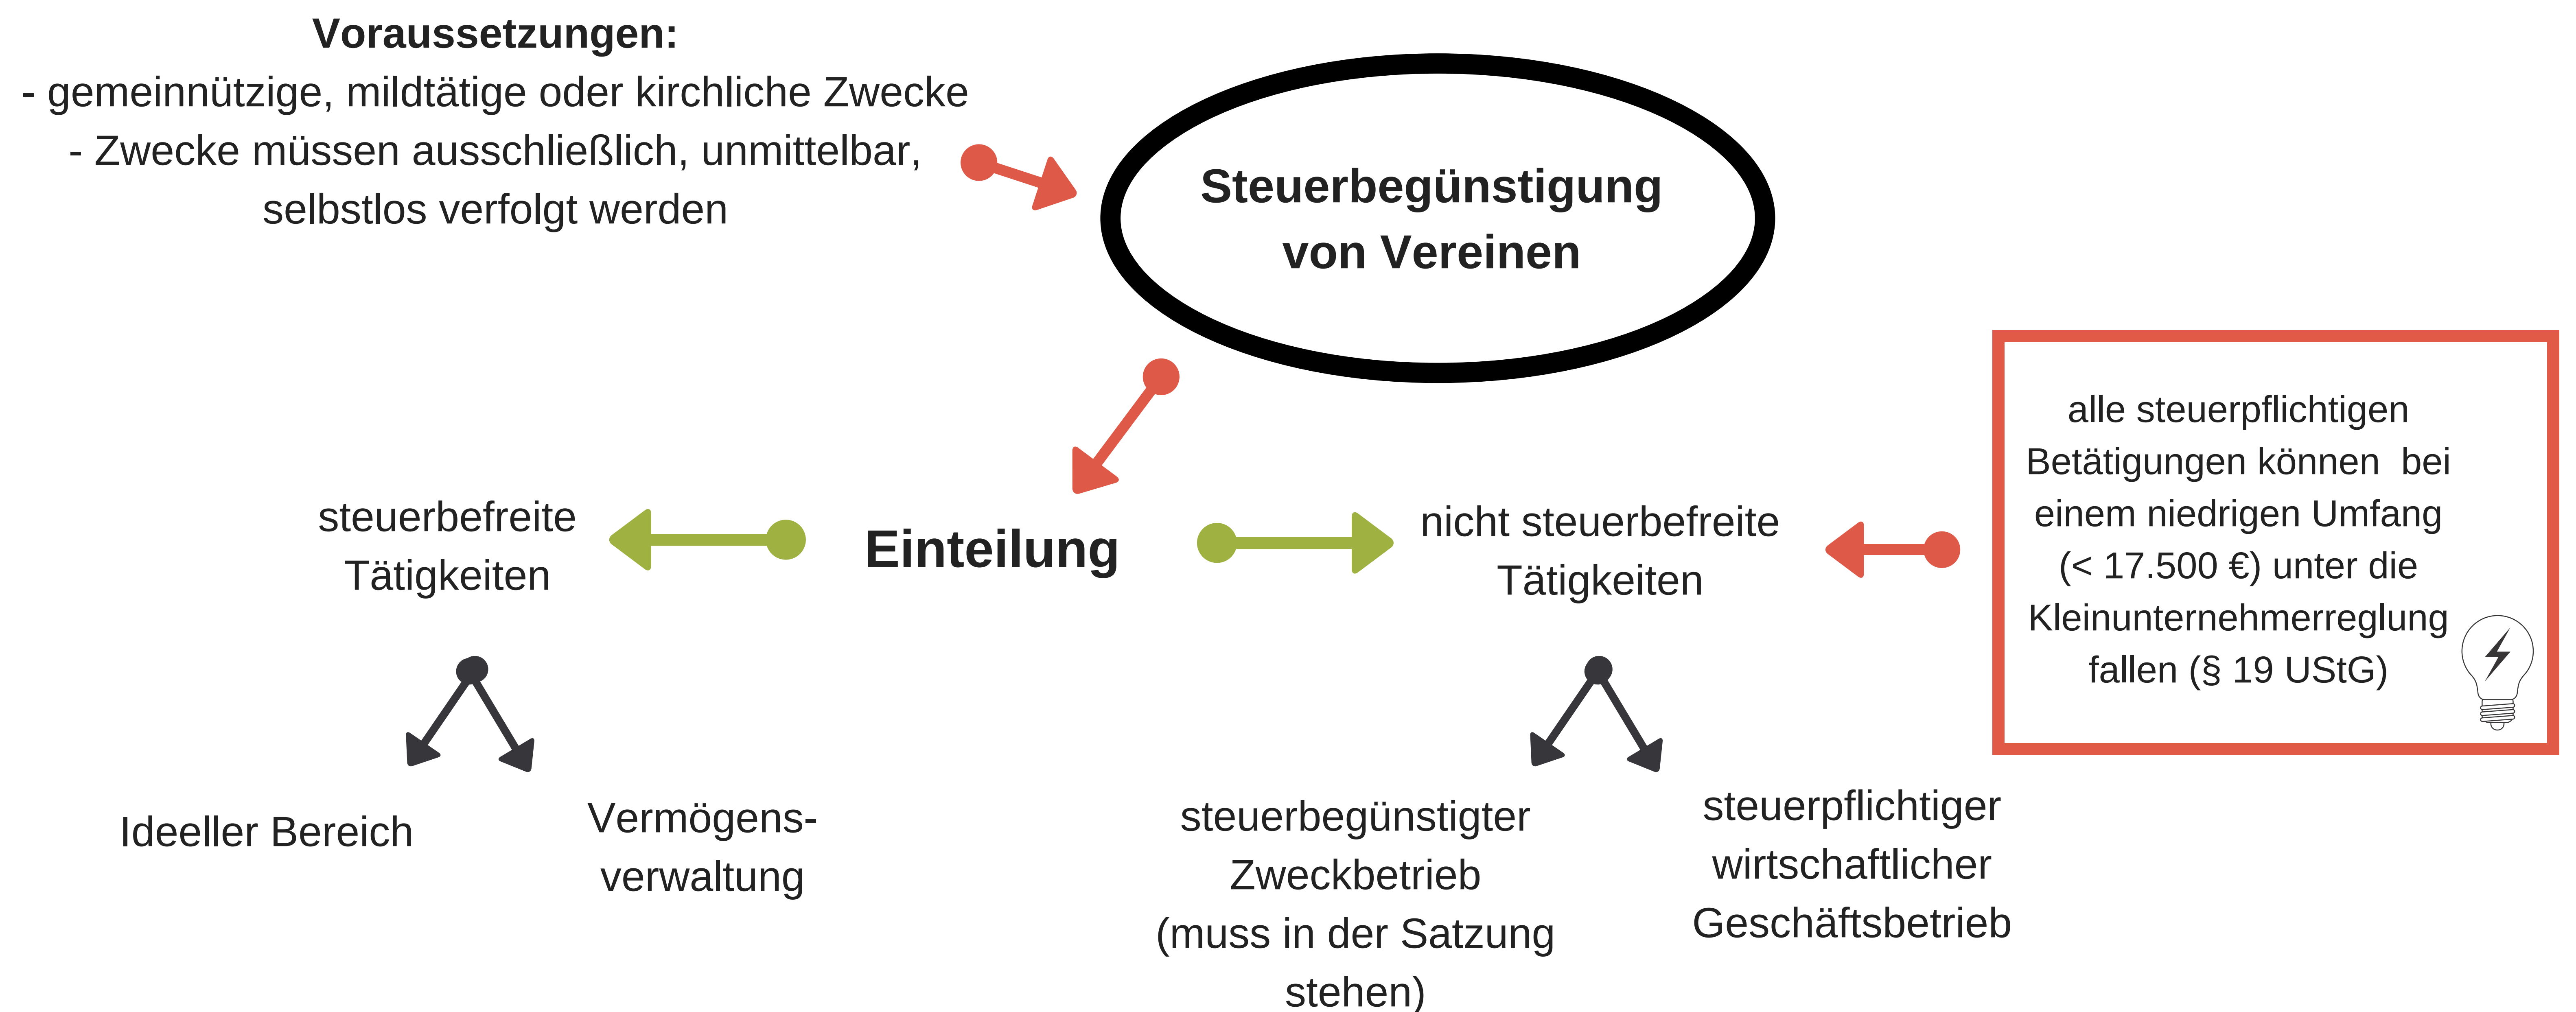 Voraussetzungen:
- gemeinnützige, mildtätige oder kirchliche Zwecke
- Zwecke müssen ausschließlich, unmittelbar,
selbstlos verfolgt werden
Steuerbegünstigung
von Vereinen
Einteilung
steuerbefreite
Tätigkeiten
Ideeller Bereich
Vermögens-
verwaltung
nicht steuerbefreite
Tätigkeiten
steuerbegünstigter
Zweckbetrieb
(muss in der Satzung
stehen)
steuerpflichtiger
wirtschaftlicher
Geschäftsbetrieb
alle steuerpflichtigen
Betätigungen können  bei
einem niedrigen Umfang
(< 17.500 €) unter die
Kleinunternehmerreglung
fallen (§ 19 UStG)